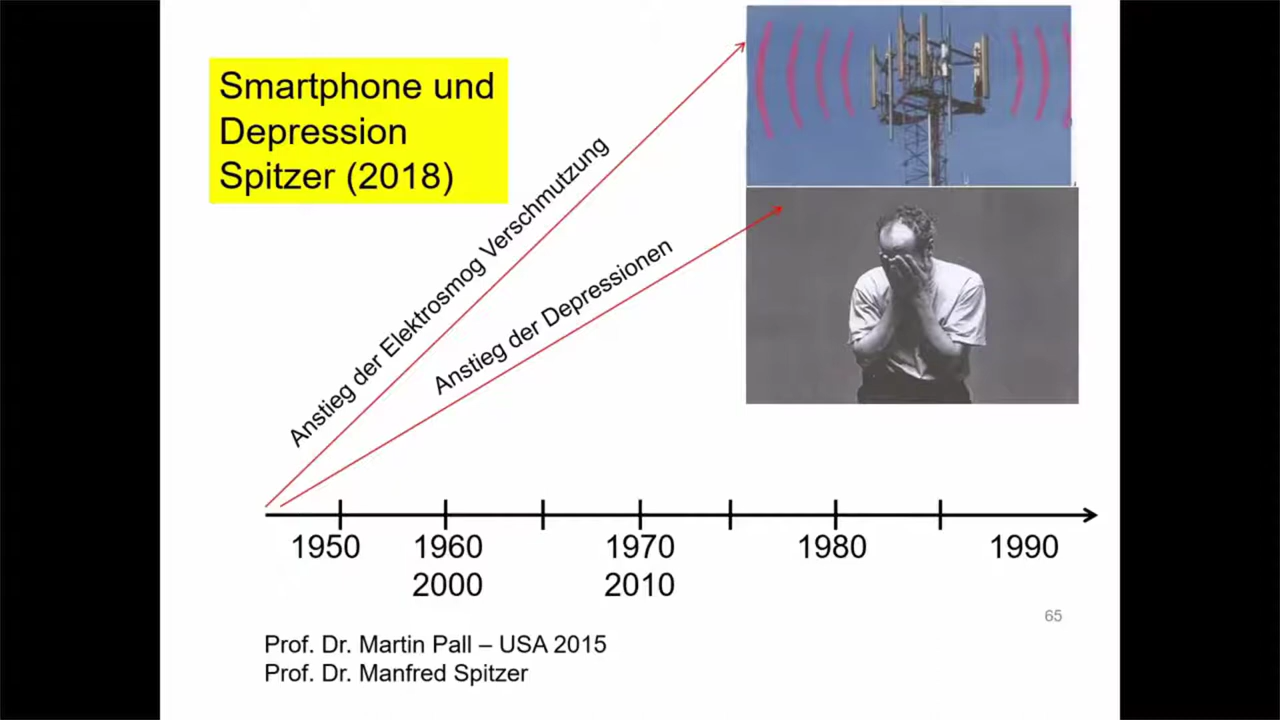 Smartphone und
Depression
Spitzer (2018)
Anstieg der Elektrosmog Verschmutzung
Anstieg der Depressionen
1950 1960 1970 1980 1990
2000 2010
65
Prof. Dr. Martin Pall – USA 2015
Prof. Dr. Manfred Spitzer